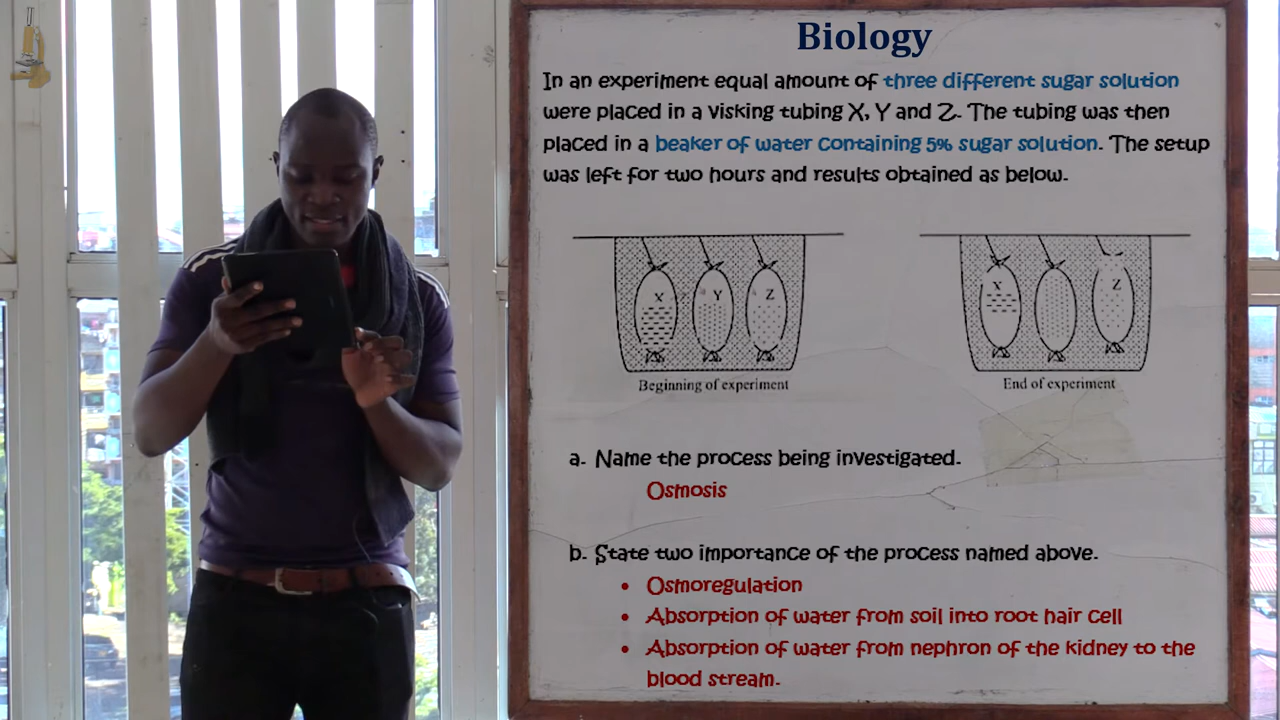 Biology
In an experiment equal amount of three different sugar solution
were placed in a visking tubing X, Y and Z. The tubing was then
placed in a beaker of water containing 5% sugar solution. The setup
was left for two hours and results obtained as below.
X Y Z
X Z
Beginning of experiment
End of experiment
a. Name the process being investigated.
Osmosis
b. State two importance of the process named above.
• Osmoregulation
• Absorption of water from soil into root hair cell
• Absorption of water from nephron of the kidney to the
blood stream.